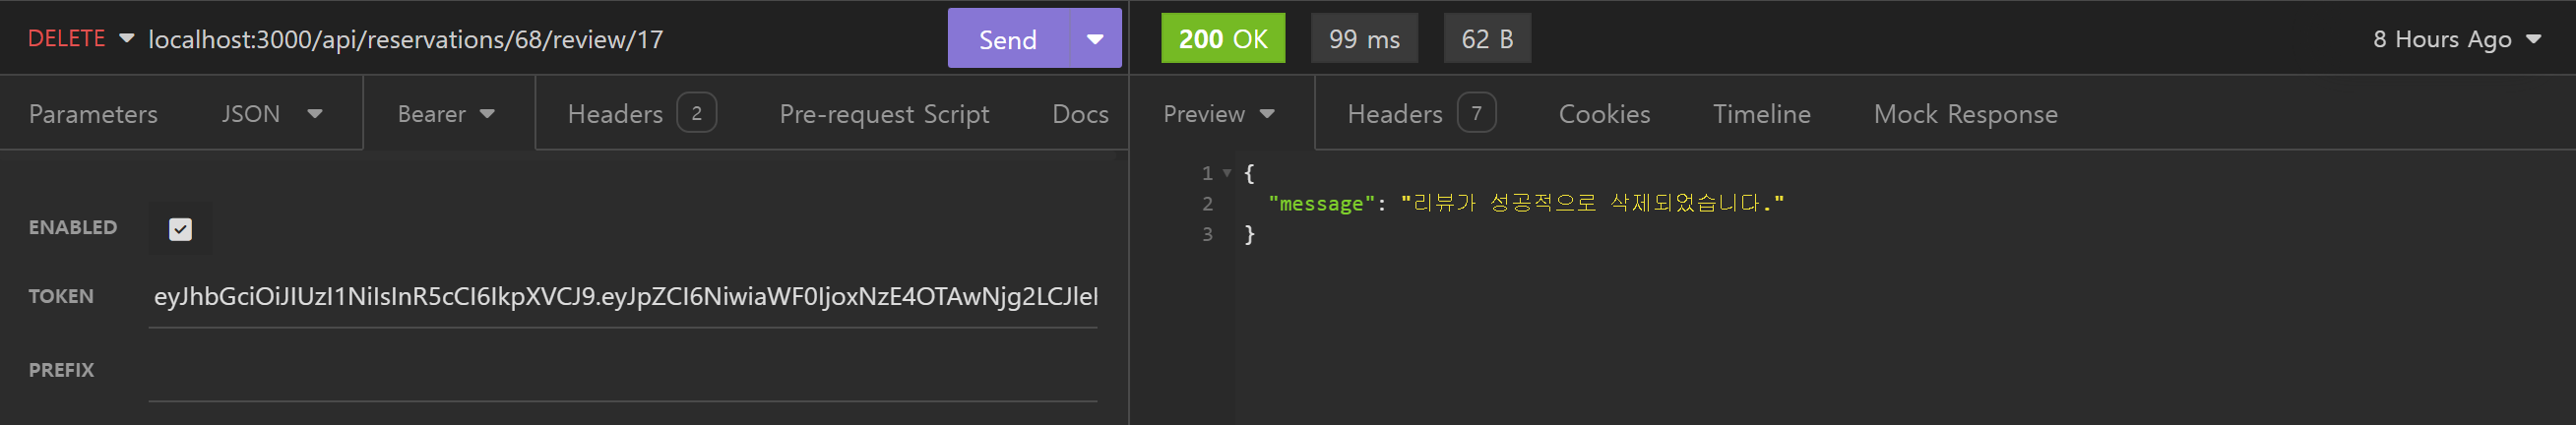 DELETE localhost:3000/api/reservations/68/review/17 Send 200 OK 99 ms 62 B 8 Hours Ago
Parameters JSON Bearer Headers 2 Pre-request Script Docs Preview Headers 7 Cookies Timeline Mock Response
ENABLED
TOKEN eyJhbGciOiJIUzI1NiIsInR5cCI6IkpXVCJ9.eyJpZCI6NiwiaWF0IjoxNzE4OTAwNjg2LCJleI
PREFIX
1 {
2 "message": "리뷰가 성공적으로 삭제되었습니다."
3 }